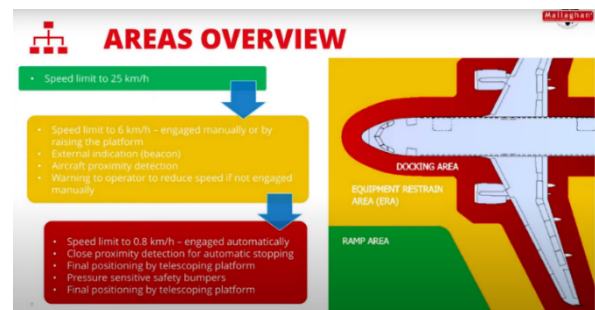 Mallaghan
AREAS OVERVIEW
• Speed limit to 25 km/h
• Speed limit to 6 km/h – engaged manually or by
raising the platform
• External indication (beacon)
• Aircraft proximity detection
• Warning to operator to reduce speed if not engaged
manually
• Speed limit to 0.8 km/h – engaged automatically
• Close proximity detection for automatic stopping
• Final positioning by telescoping platform
• Pressure sensitive safety bumpers
• Final positioning by telescoping platform
DOCKING AREA
EQUIPMENT RESTRAIN
AREA (ERA)
RAMP AREA